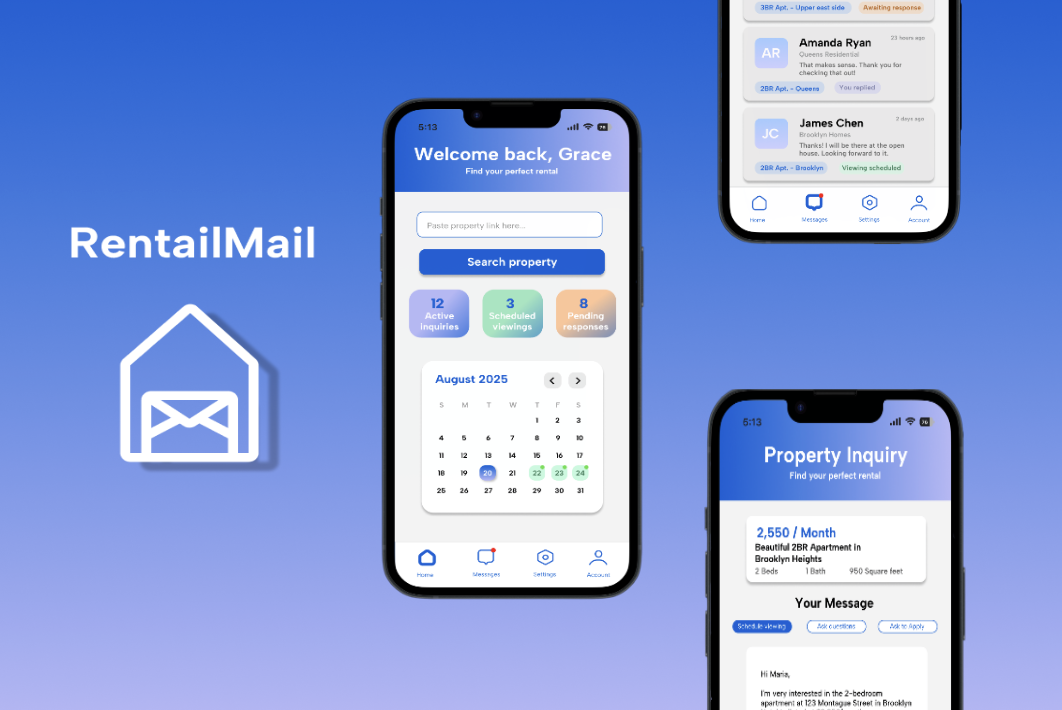 RentailMail
5:13
76
Welcome back, Grace
Find your perfect rental
Paste property link here...
Search property
12
Active
inquiries
3
Scheduled
viewings
8
Pending
responses
August 2025
S M T W T F S
1 2 3
4 5 6 7 8 9 10
11 12 13 14 15 16 17
18 19 20 21 22 23 24
25 26 27 28 29 30 31
Home Messages Settings Account
3BR Apt. - Upper east side Awaiting response
AR
Amanda Ryan
23 hours ago
Queens Residential
That makes sense. Thank you for
checking that out!
2BR Apt. - Queens You replied
JC
James Chen
2 days ago
Brooklyn Homes
Thanks! I will be there at the open
house. Looking forward to it.
2BR Apt. - Brooklyn Viewing scheduled
Home Messages Settings Account
5:13
76
Property Inquiry
Find your perfect rental
2,550 / Month
Beautiful 2BR Apartment in
Brooklyn Heights
2 Beds 1 Bath 950 Square feet
Your Message
Schedule viewing Ask questions Ask to Apply
Hi Maria,
I'm very interested in the 2-bedroom
apartment at 123 Montague Street in Brooklyn